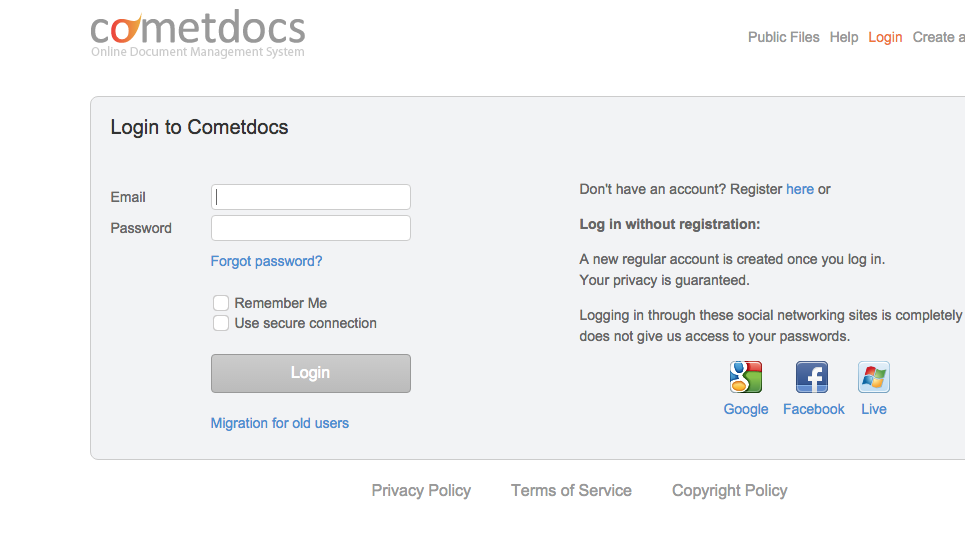 cometdocs
Online Document Management System
Public Files Help Login Create a
Login to Cometdocs
Email
Password
Forgot password?
Remember Me
Use secure connection
Login
Migration for old users
Don't have an account? Register here or
Log in without registration:
A new regular account is created once you log in.
Your privacy is guaranteed.
Logging in through these social networking sites is completely
does not give us access to your passwords.
Google Facebook Live
Privacy Policy Terms of Service Copyright Policy